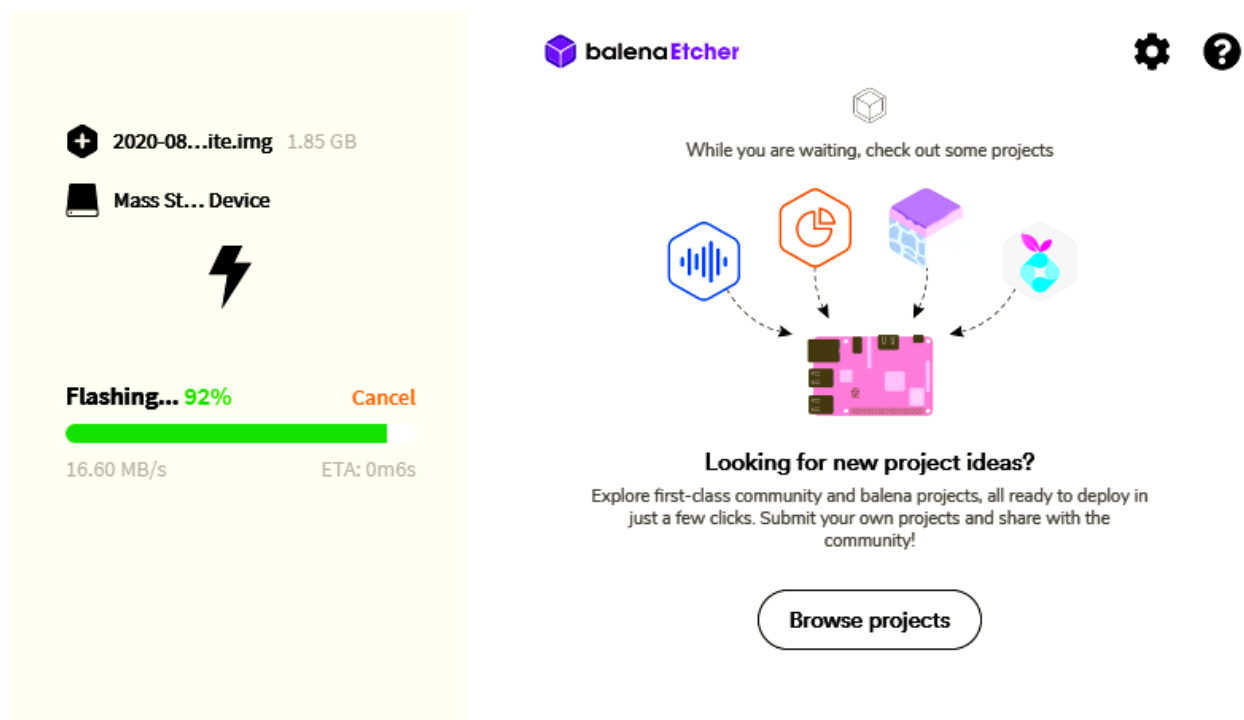 2020-08...ite.img 1.85 GB
Mass St... Device
Flashing... 92% Cancel
16.60 MB/s ETA: 0m6s
balenaEtcher
While you are waiting, check out some projects
Looking for new project ideas?
Explore first-class community and balena projects, all ready to deploy in
just a few clicks. Submit your own projects and share with the
community!
Browse projects